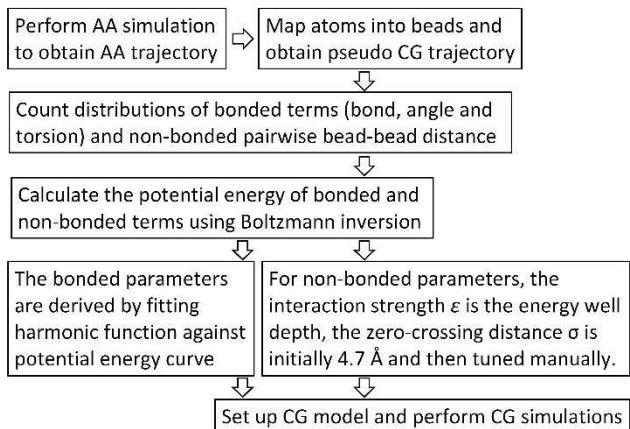 Perform AA simulation
to obtain AA trajectory
Map atoms into beads and
obtain pseudo CG trajectory
Count distributions of bonded terms (bond, angle and
torsion) and non-bonded pairwise bead-bead distance
Calculate the potential energy of bonded and
non-bonded terms using Boltzmann inversion
The bonded parameters
are derived by fitting
harmonic function against
potential energy curve
For non-bonded parameters, the
interaction strength ε is the energy well
depth, the zero-crossing distance σ is
initially 4.7 Å and then tuned manually.
Set up CG model and perform CG simulations